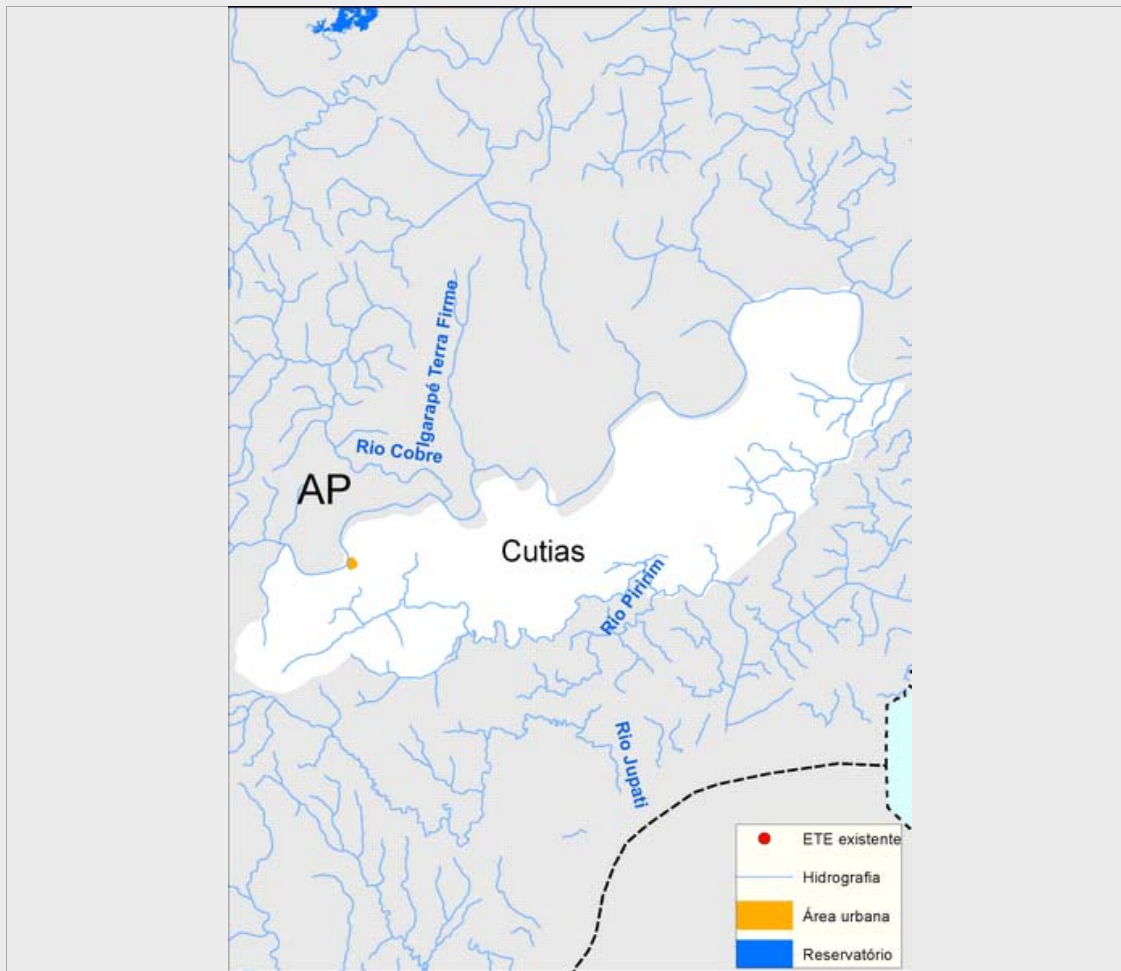 Igarapé Terra Firme
Rio Cobre
AP
Cutias
Rio Piririm
Rio Jupati
ETE existente
Hidrografia
Área urbana
Reservatório